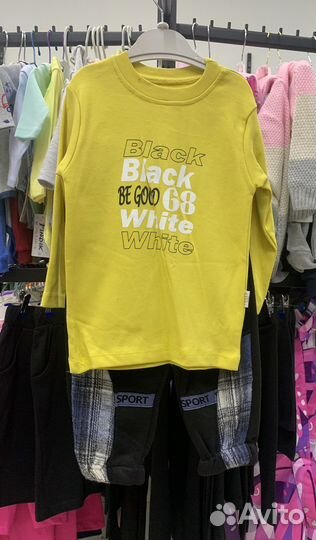 Black
Black
BE GOOD 68
White
White
SPORT
SPORT
Avito